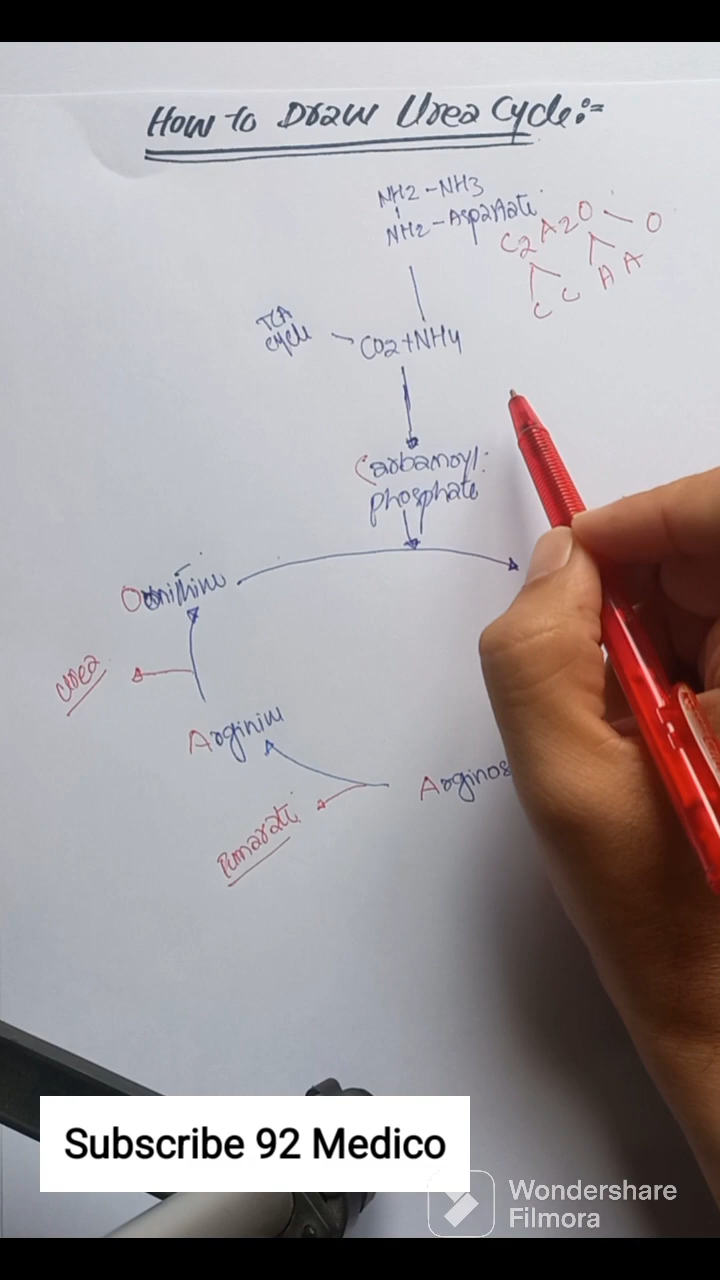 How to Draw Urea Cycle:=
NH2 - NH3
NH2 - Aspartate
C2A2O
O
C C A A
TCA
cycle
CO2+NH4
Carbamoyl:
phosphate
Ornithine
Urea
Arginine
Arginos
Fumarate
Subscribe 92 Medico
Wondershare
Filmora